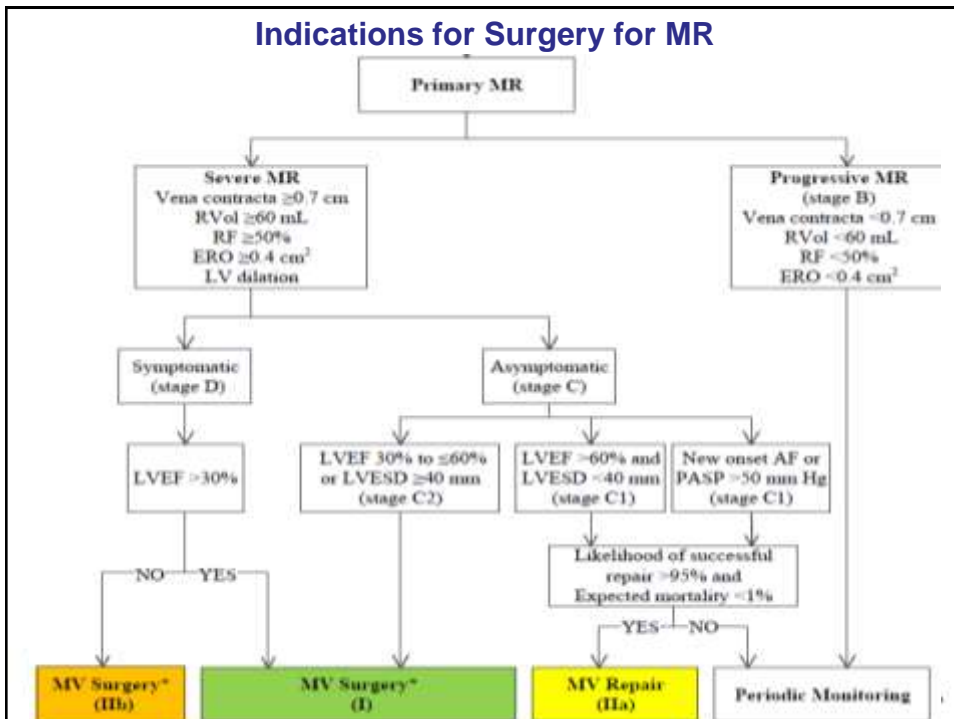 Indications for Surgery for MR
Primary MR
Severe MR
Vena contracta ≥0.7 cm
RVol ≥60 mL
RF ≥50%
ERO ≥0.4 cm²
LV dilation
Progressive MR
(stage B)
Vena contracta <0.7 cm
RVol <60 mL
RF <50%
ERO <0.4 cm²
Symptomatic
(stage D)
Asymptomatic
(stage C)
LVEF >30%
LVEF 30% to ≤60%
or LVESD ≥40 mm
(stage C2)
LVEF >60% and
LVESD <40 mm
(stage C1)
New onset AF or
PASP >50 mm Hg
(stage C1)
Likelihood of successful
repair >95% and
Expected mortality <1%
NO YES
YES NO
MV Surgery*
(IIb)
MV Surgery*
(I)
MV Repair
(IIa)
Periodic Monitoring